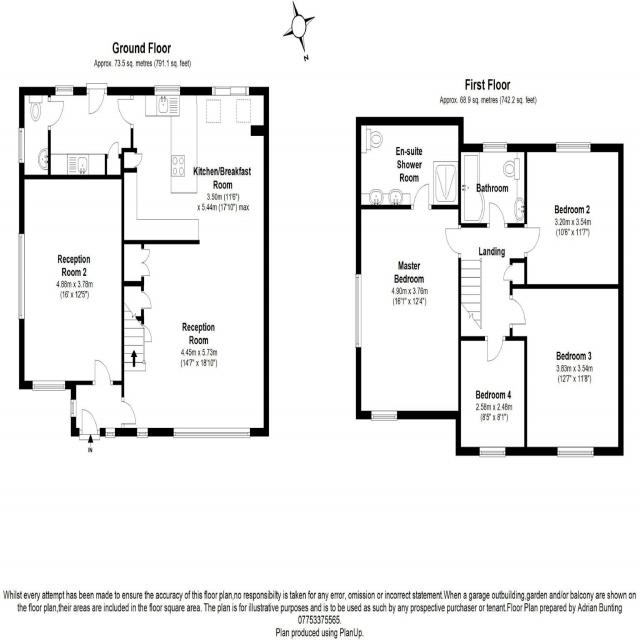 N
Ground Floor
Approx. 73.5 sq. metres (791.1 sq. feet)
Kitchen/Breakfast
Room
3.50m (11'6")
x 5.44m (17'10") max
Reception
Room 2
4.88m x 3.78m
(16' x 12'5")
Reception
Room
4.45m x 5.73m
(14'7" x 18'10")
IN
First Floor
Approx. 68.9 sq. metres (742.2 sq. feet)
En-suite
Shower
Room
Bathroom
Bedroom 2
3.20m x 3.54m
(10'6" x 11'7")
Landing
Master
Bedroom
4.90m x 3.76m
(16'1" x 12'4")
Bedroom 3
3.83m x 3.54m
(12'7" x 11'8")
Bedroom 4
2.56m x 2.48m
(8'5" x 8'1")
Whilst every attempt has been made to ensure the accuracy of this floor plan,no responsibilty is taken for any error, omission or incorrect statement.When a garage outbuilding,garden and/or balcony are shown on
the floor plan,their areas are included in the floor square area. The plan is for illustrative purposes and is to be used as such by any prospective purchaser or tenant.Floor Plan prepared by Adrian Bunting
07753375565.
Plan produced using PlanUp.